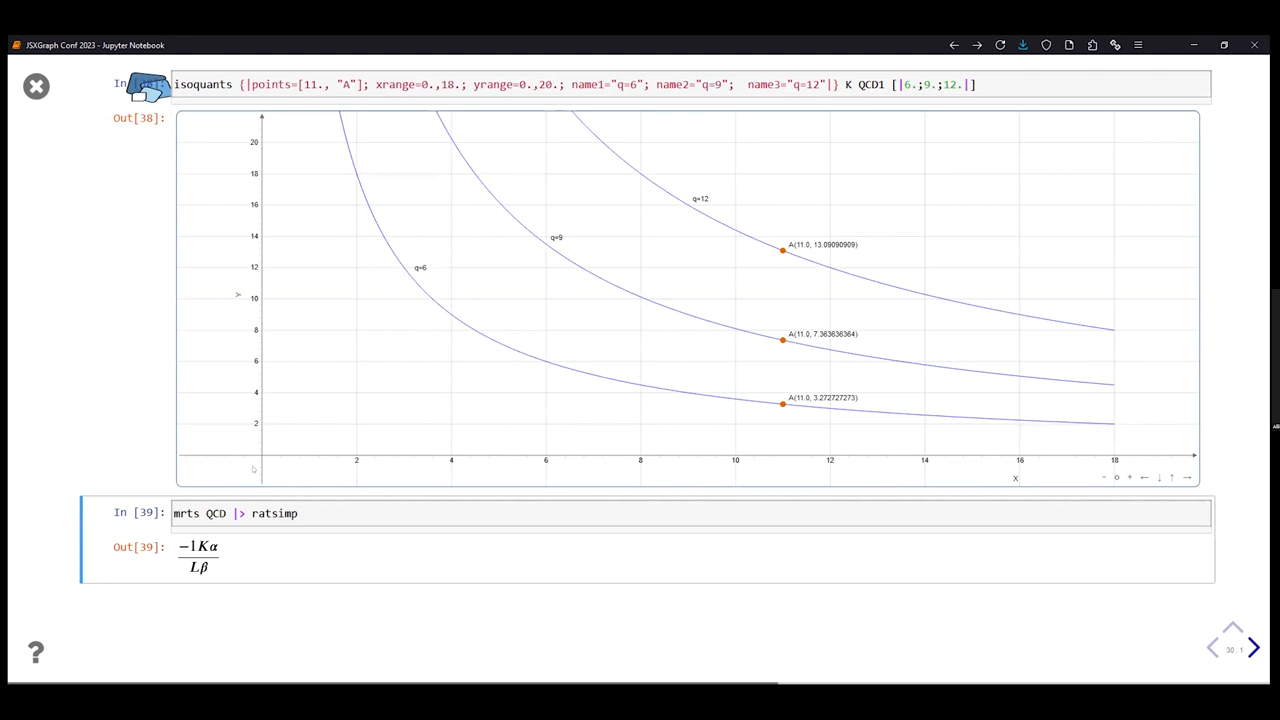 JSXGraph Conf 2023 - Jupyter Notebook
isoquants {|points=[11., "A"]; xrange=0.,18.; yrange=0.,20.; name1="q=6"; name2="q=9"; name3="q=12"|} K QCD1 [|6.;9.;12.|]
Out[38]:
20
18
16
14
12
10
8
6
4
2
Y
q=12
q=9
q=6
A(11.0, 13.09090909)
A(11.0, 7.363636364)
A(11.0, 3.272727273)
2 4 6 8 10 12 14 16 18
X
- o + ← ↓ ↑ →
In [39]: mrts QCD |> ratsimp
Out[39]:
−1Kα
Lβ
?
30.1